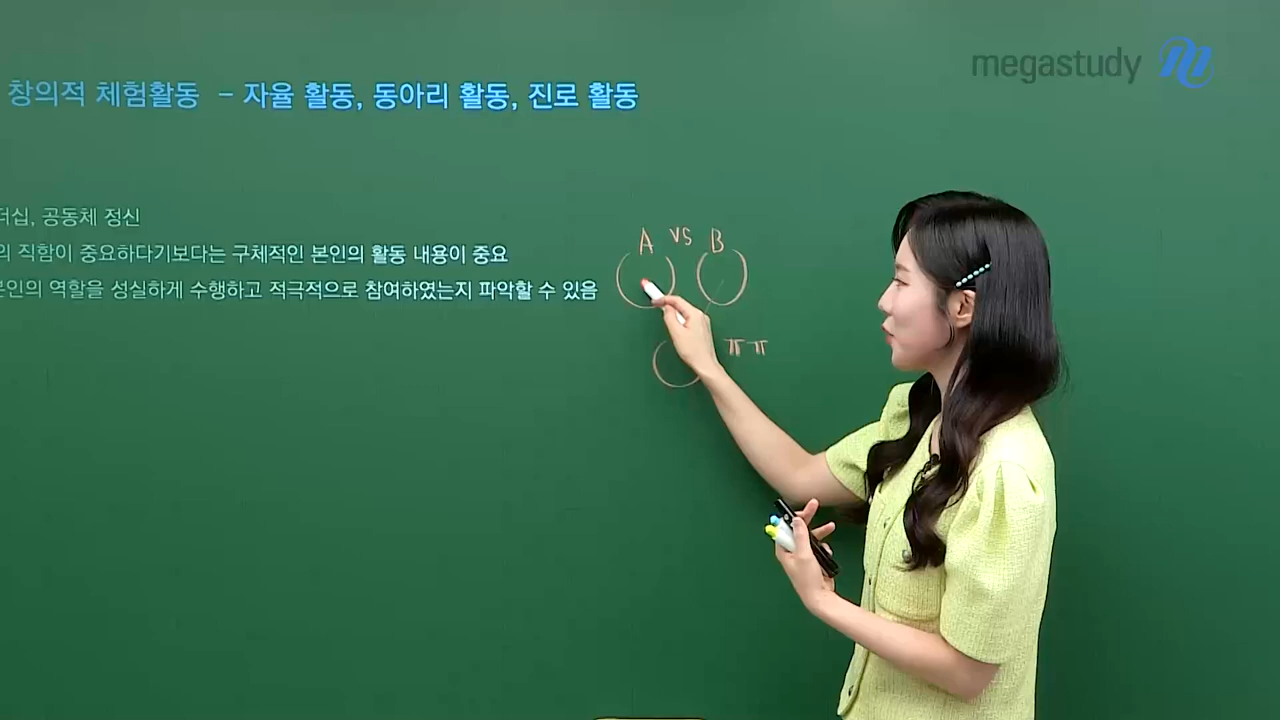 megastudy
창의적 체험활동 - 자율 활동, 동아리 활동, 진로 활동
더십, 공동체 정신
의 직함이 중요하다기보다는 구체적인 본인의 활동 내용이 중요
본인의 역할을 성실하게 수행하고 적극적으로 참여하였는지 파악할 수 있음
A vs B
ㅠㅠ